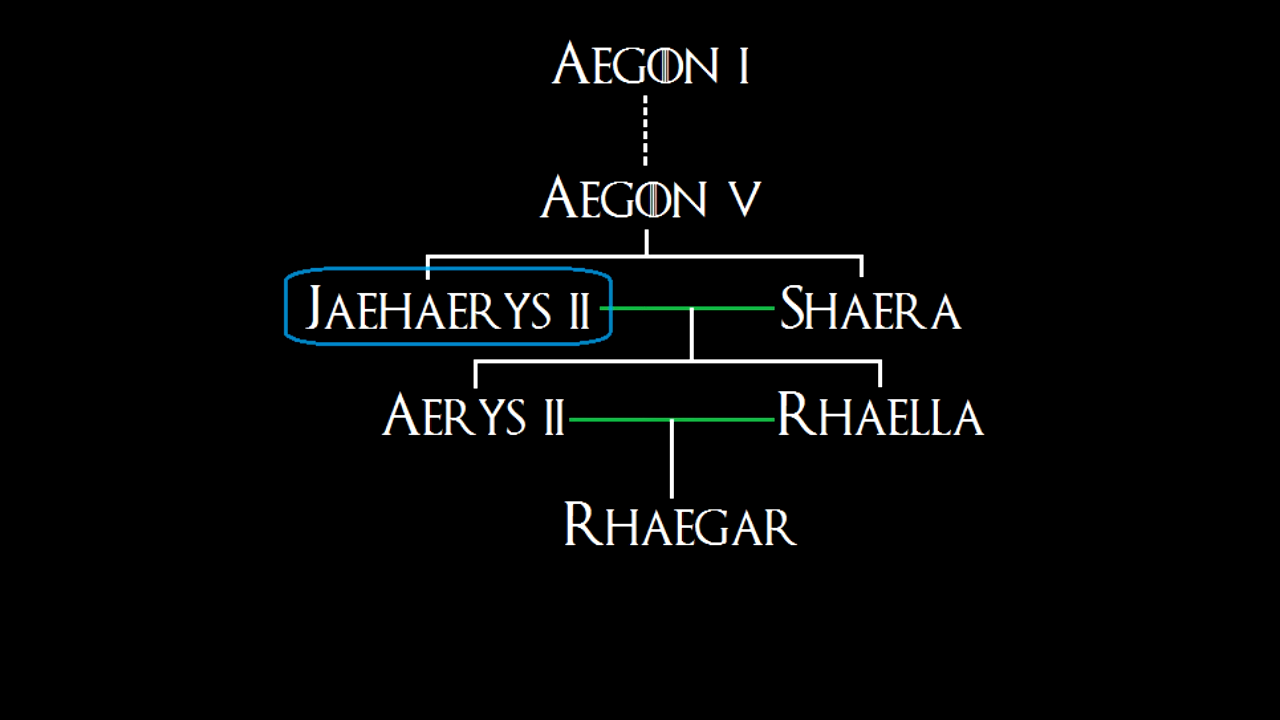 Aegon I
Aegon V
Jaehaerys II Shaera
Aerys II Rhaella
Rhaegar